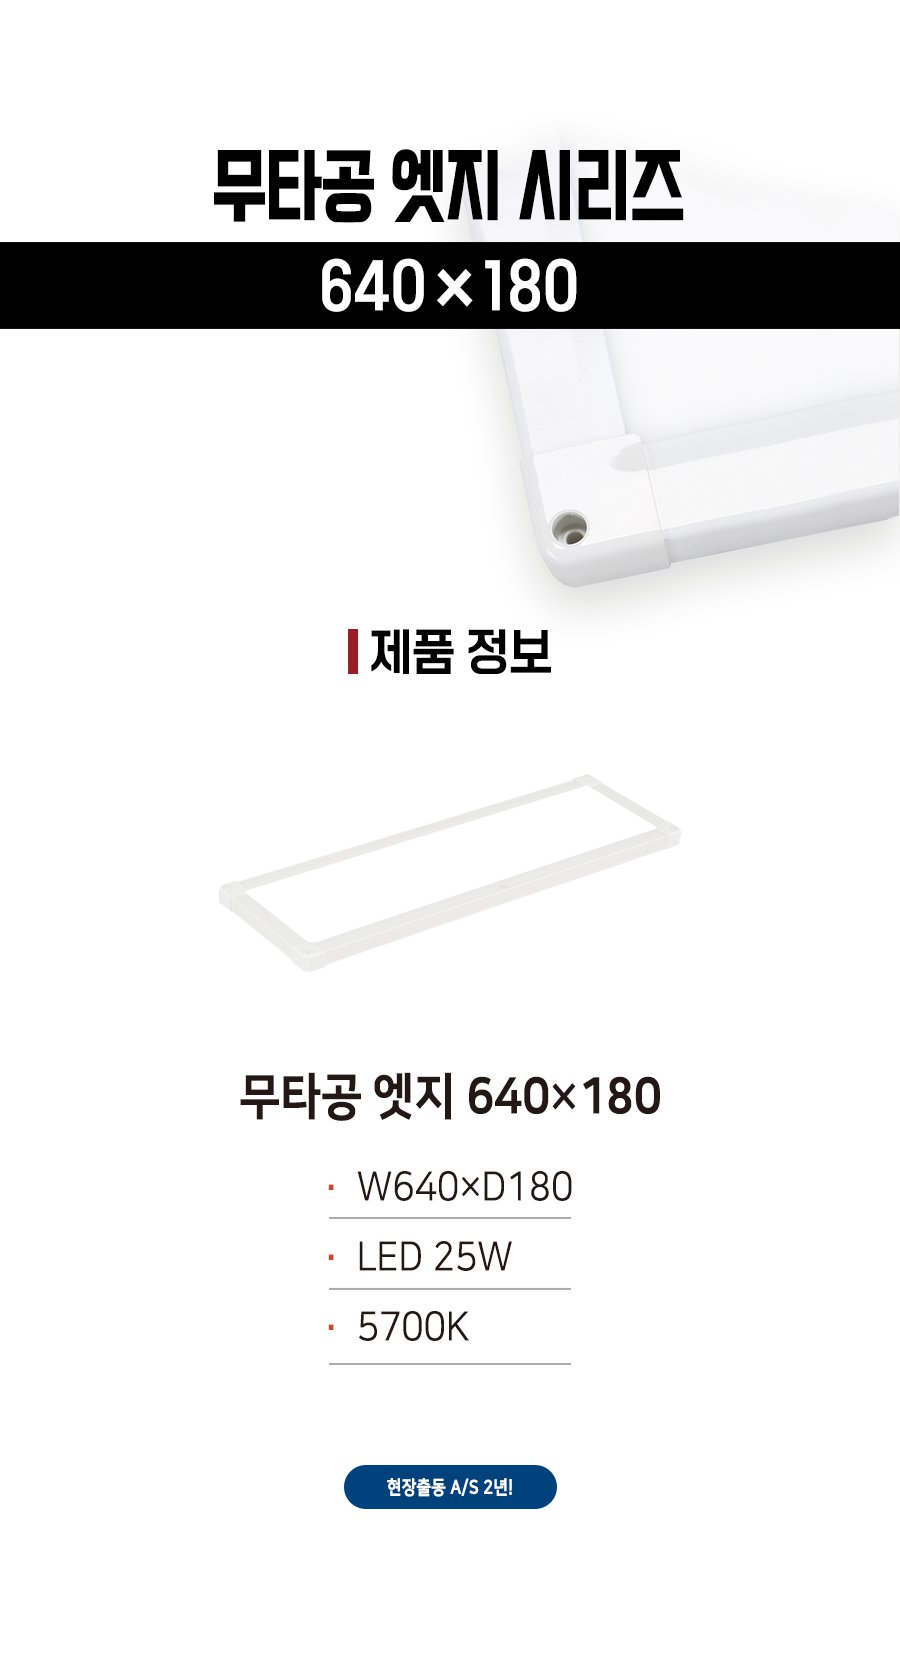 무타공 엣지 시리즈
640×180
제품 정보
무타공 엣지 640×180
· W640×D180
· LED 25W
· 5700K
현장출동 A/S 2년!